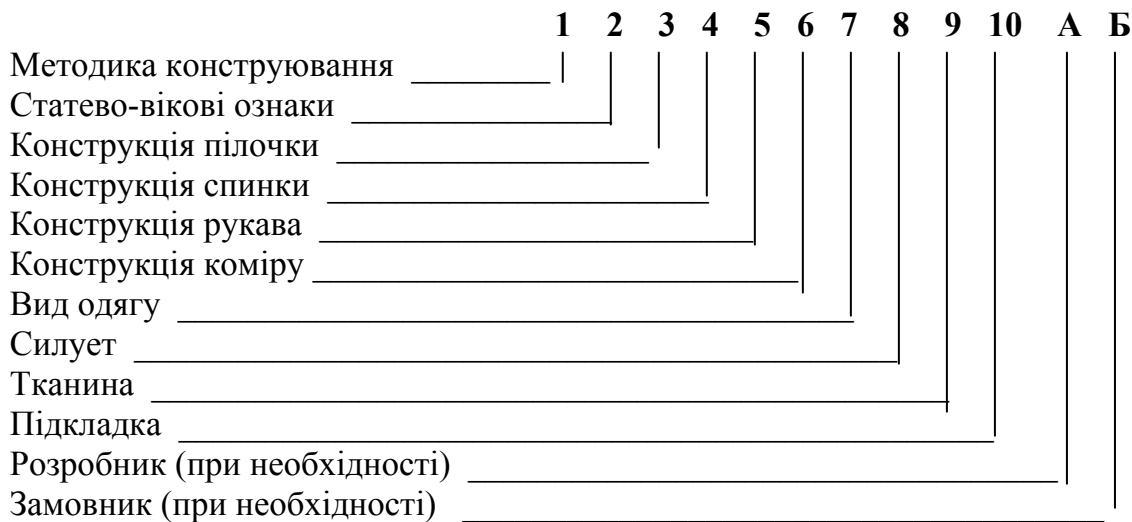 1 2 3 4 5 6 7 8 9 10 А Б
Методика конструювання
Статево-вікові ознаки
Конструкція пілочки
Конструкція спинки
Конструкція рукава
Конструкція коміру
Вид одягу
Силует
Тканина
Підкладка
Розробник (при необхідності)
Замовник (при необхідності)